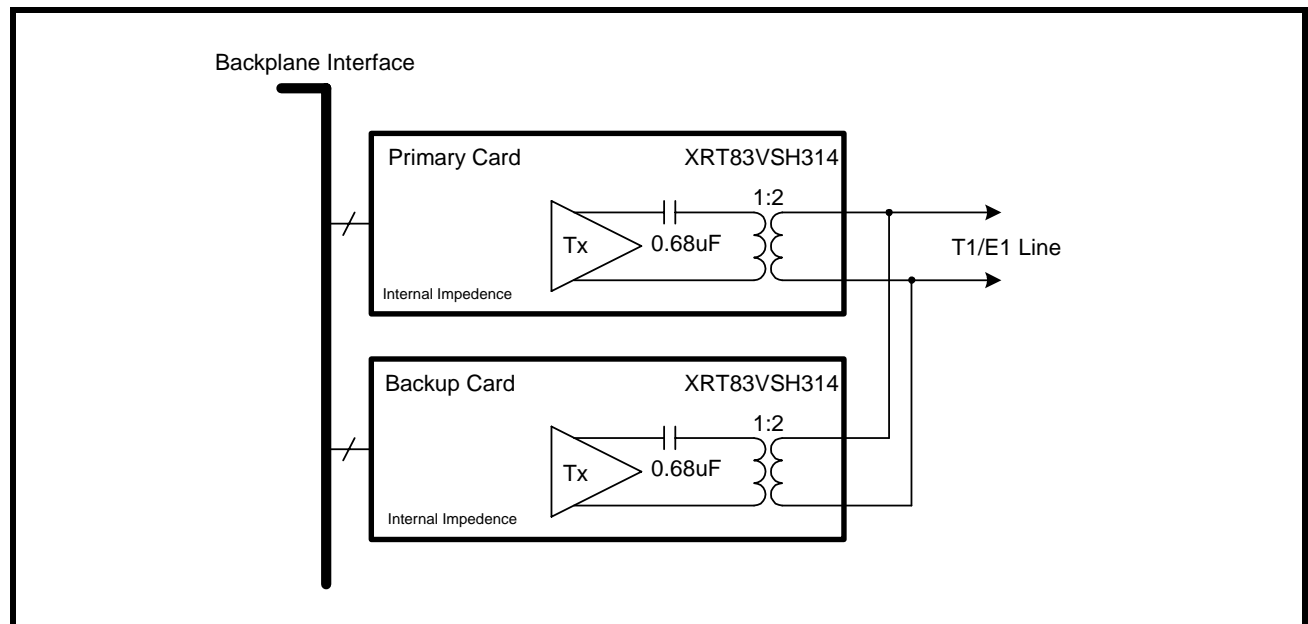 Backplane Interface
Primary Card XRT83VSH314
1:2
Tx 0.68uF
T1/E1 Line
Internal Impedence
Backup Card XRT83VSH314
1:2
Tx 0.68uF
Internal Impedence